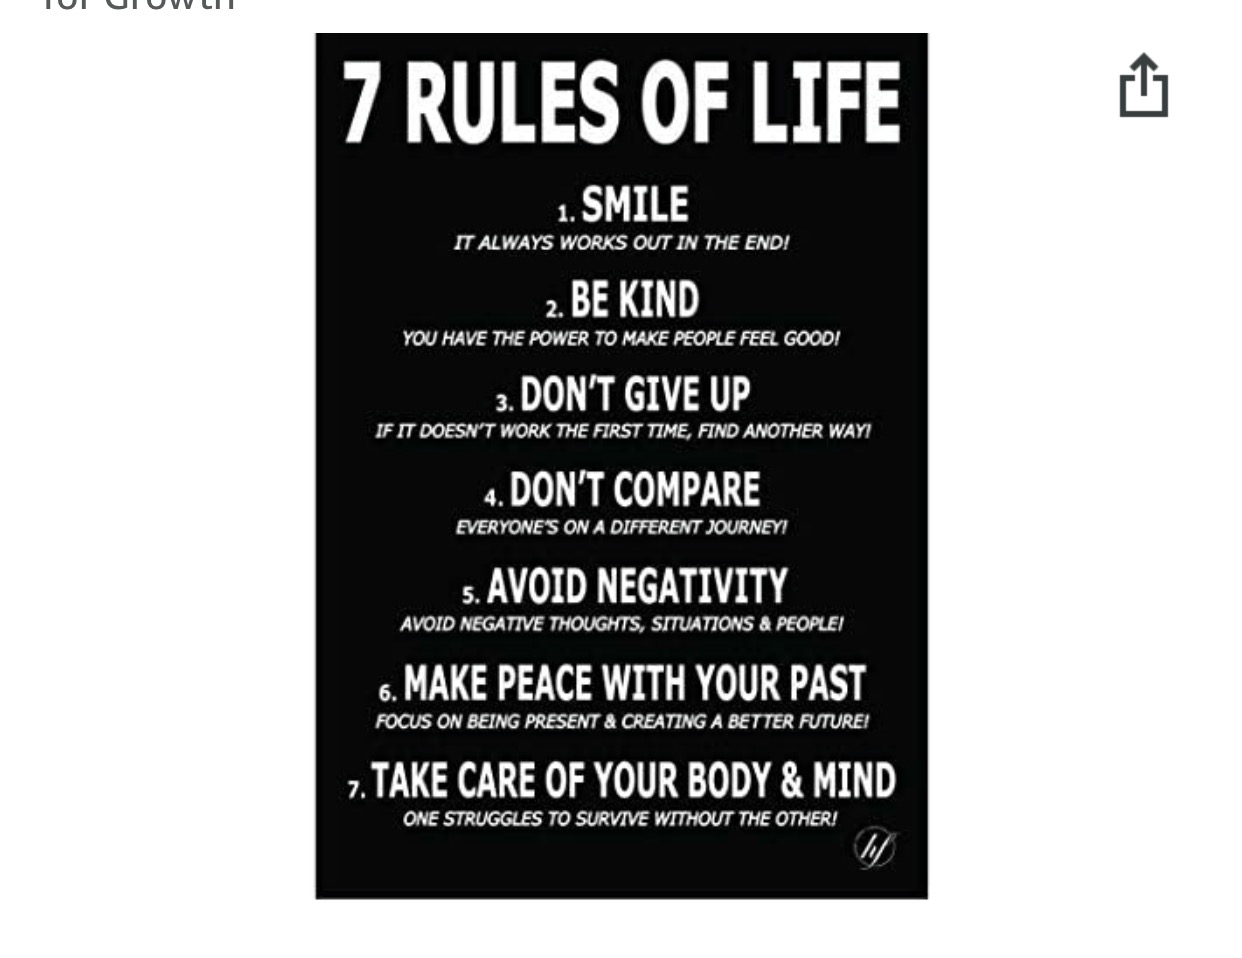 for Growth
7 RULES OF LIFE
1. SMILE
IT ALWAYS WORKS OUT IN THE END!
2. BE KIND
YOU HAVE THE POWER TO MAKE PEOPLE FEEL GOOD!
3. DON'T GIVE UP
IF IT DOESN'T WORK THE FIRST TIME, FIND ANOTHER WAY!
4. DON'T COMPARE
EVERYONE'S ON A DIFFERENT JOURNEY!
5. AVOID NEGATIVITY
AVOID NEGATIVE THOUGHTS, SITUATIONS & PEOPLE!
6. MAKE PEACE WITH YOUR PAST
FOCUS ON BEING PRESENT & CREATING A BETTER FUTURE!
7. TAKE CARE OF YOUR BODY & MIND
ONE STRUGGLES TO SURVIVE WITHOUT THE OTHER!